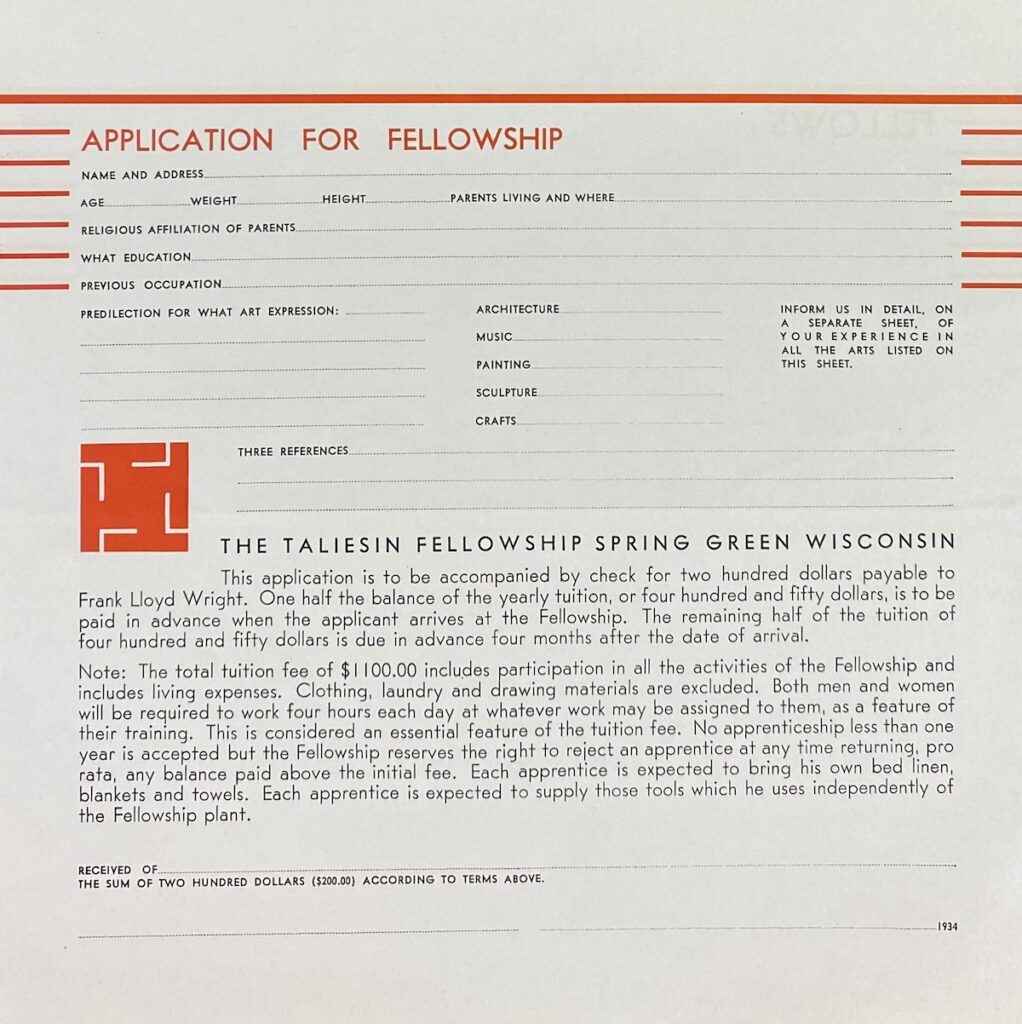 APPLICATION FOR FELLOWSHIP
NAME AND ADDRESS
AGE WEIGHT HEIGHT PARENTS LIVING AND WHERE
RELIGIOUS AFFILIATION OF PARENTS
WHAT EDUCATION
PREVIOUS OCCUPATION
PREDILECTION FOR WHAT ART EXPRESSION:
ARCHITECTURE
MUSIC
PAINTING
SCULPTURE
CRAFTS
INFORM US IN DETAIL, ON
A SEPARATE SHEET, OF
YOUR EXPERIENCE IN
ALL THE ARTS LISTED ON
THIS SHEET.
THREE REFERENCES
THE TALIESIN FELLOWSHIP SPRING GREEN WISCONSIN
This application is to be accompanied by check for two hundred dollars payable to
Frank Lloyd Wright. One half the balance of the yearly tuition, or four hundred and fifty dollars, is to be
paid in advance when the applicant arrives at the Fellowship. The remaining half of the tuition of
four hundred and fifty dollars is due in advance four months after the date of arrival.
Note: The total tuition fee of $1100.00 includes participation in all the activities of the Fellowship and
includes living expenses. Clothing, laundry and drawing materials are excluded. Both men and women
will be required to work four hours each day at whatever work may be assigned to them, as a feature of
their training. This is considered an essential feature of the tuition fee. No apprenticeship less than one
year is accepted but the Fellowship reserves the right to reject an apprentice at any time returning, pro
rata, any balance paid above the initial fee. Each apprentice is expected to bring his own bed linen,
blankets and towels. Each apprentice is expected to supply those tools which he uses independently of
the Fellowship plant.
RECEIVED OF
THE SUM OF TWO HUNDRED DOLLARS ($200.00) ACCORDING TO TERMS ABOVE.
1934